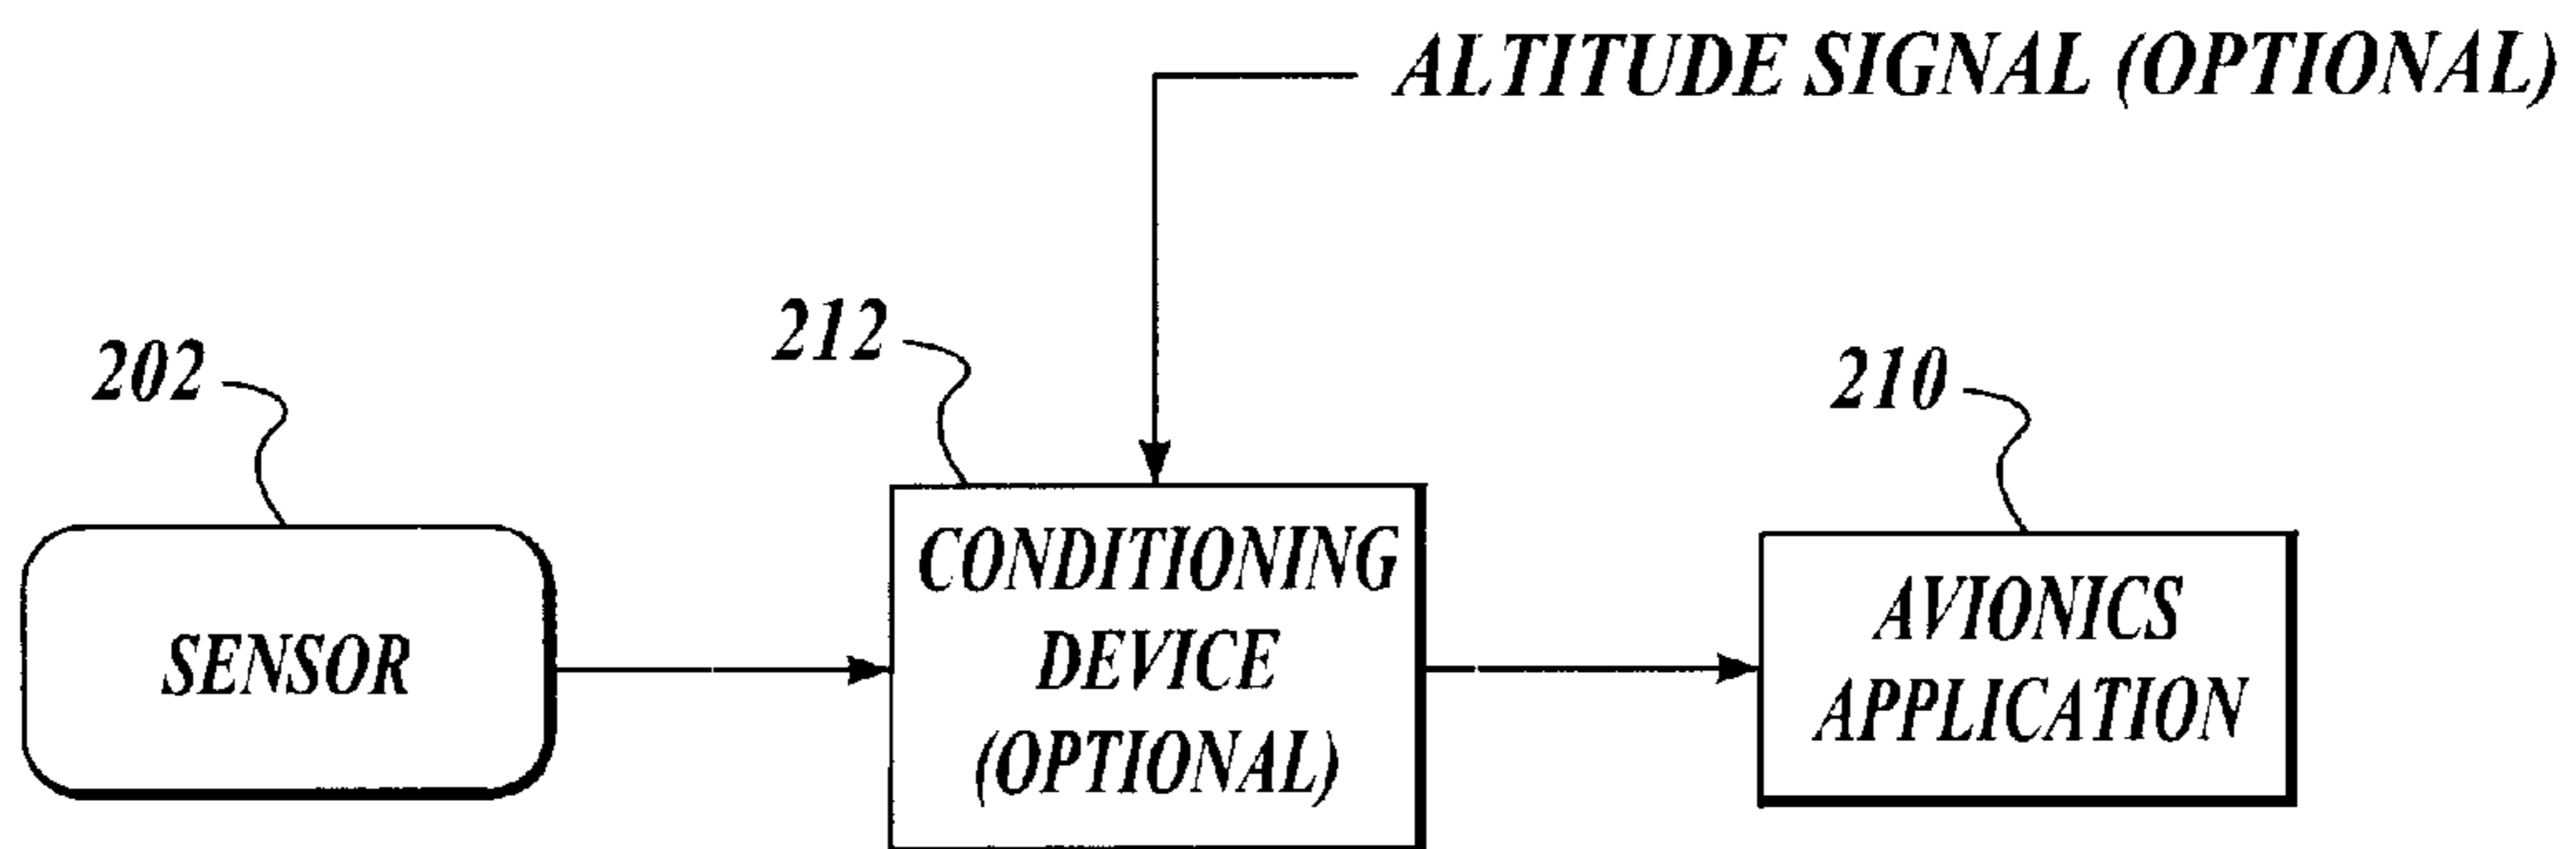 ALTITUDE SIGNAL (OPTIONAL)
212
202
210
SENSOR
CONDITIONING
DEVICE
(OPTIONAL)
AVIONICS
APPLICATION